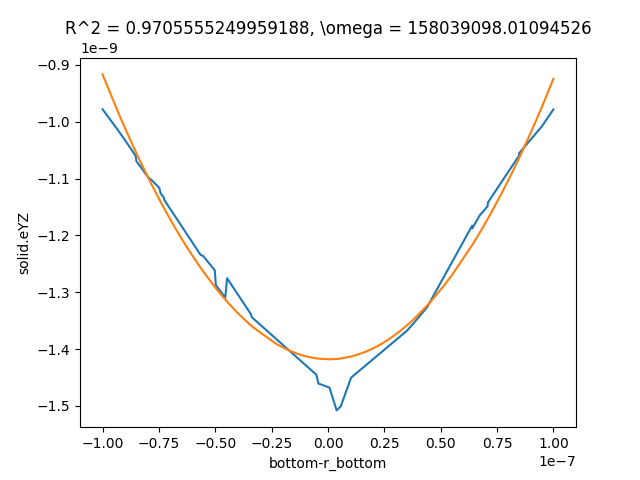 R^2 = 0.9705555249959188, \omega = 158039098.01094526
1e−9
−0.9
−1.0
−1.1
−1.2
−1.3
−1.4
−1.5
solid.eYZ
−1.00 −0.75 −0.50 −0.25 0.00 0.25 0.50 0.75 1.00
bottom-r_bottom
1e−7